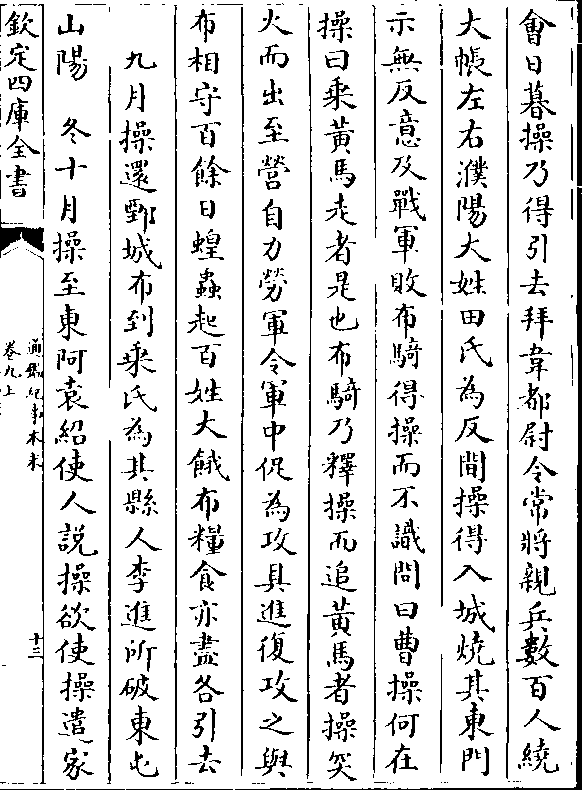 會日暮操乃得引去拜韋都尉令常將親兵數百人繞
大帳左右濮陽大姓田氏為反間操得入城燒其東門
示無反意及戰軍敗布騎得操而不識問曰曹操何在
操曰乘黃馬走者是也布騎乃釋操而追黃馬者操突
火而出至營自力勞軍令軍中促為攻具進復攻之與
布相守百餘日蝗蟲起百姓大餓布糧食亦盡各引去
九月操還鄄城布到乘氏為其縣人李進所破東屯
山陽　冬十月操至東阿袁紹使人說操欲使操遣家
欽定四庫全書
通鑑紀事本末
卷九上
十三